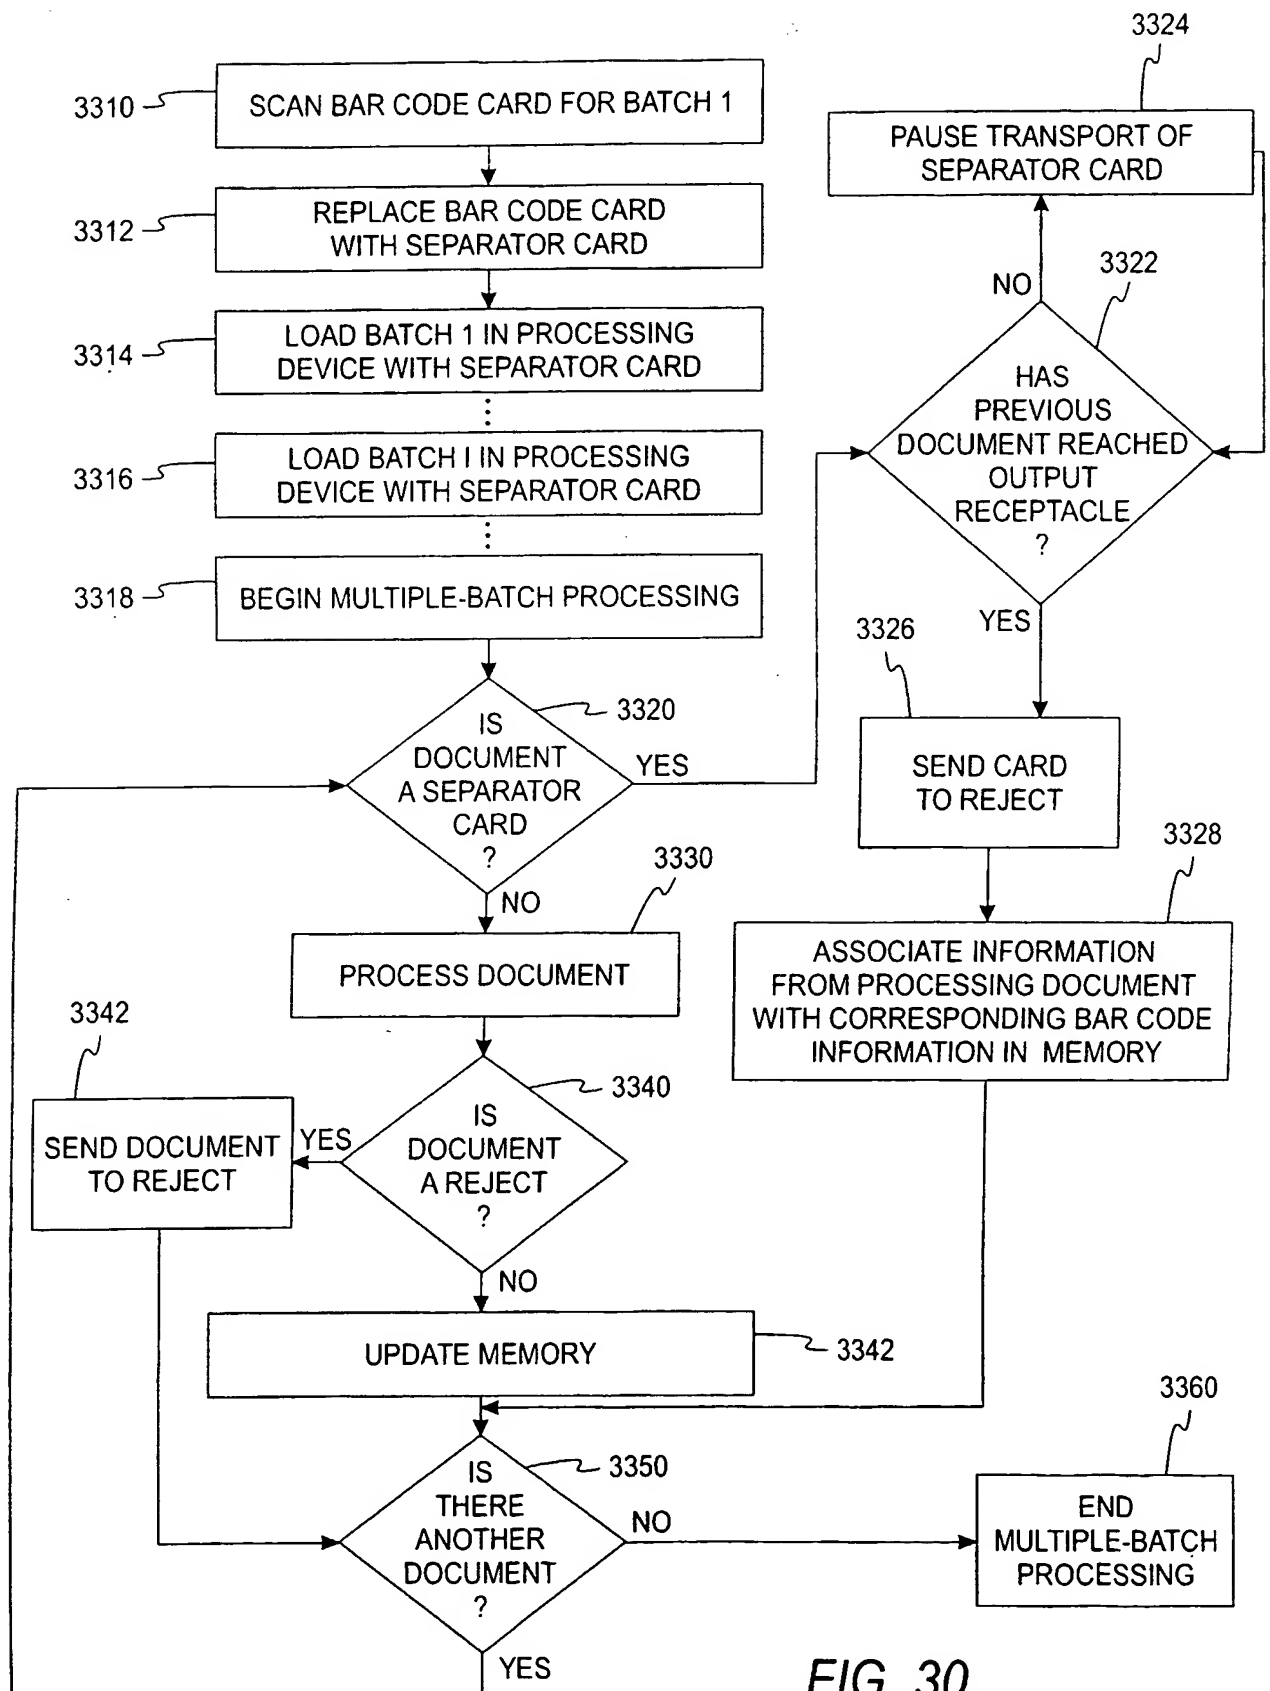 3310
SCAN BAR CODE CARD FOR BATCH 1
3312
REPLACE BAR CODE CARD
WITH SEPARATOR CARD
3314
LOAD BATCH 1 IN PROCESSING
DEVICE WITH SEPARATOR CARD
3316
LOAD BATCH I IN PROCESSING
DEVICE WITH SEPARATOR CARD
3318
BEGIN MULTIPLE-BATCH PROCESSING
3320
IS
DOCUMENT
A SEPARATOR
CARD
?
YES
NO
3324
PAUSE TRANSPORT OF
SEPARATOR CARD
3322
NO
HAS
PREVIOUS
DOCUMENT REACHED
OUTPUT
RECEPTACLE
?
YES
3326
SEND CARD
TO REJECT
3328
ASSOCIATE INFORMATION
FROM PROCESSING DOCUMENT
WITH CORRESPONDING BAR CODE
INFORMATION IN MEMORY
3330
PROCESS DOCUMENT
3340
IS
DOCUMENT
A REJECT
?
YES
3342
SEND DOCUMENT
TO REJECT
NO
UPDATE MEMORY
3342
3350
IS
THERE
ANOTHER
DOCUMENT
?
NO
3360
END
MULTIPLE-BATCH
PROCESSING
YES
FIG. 30